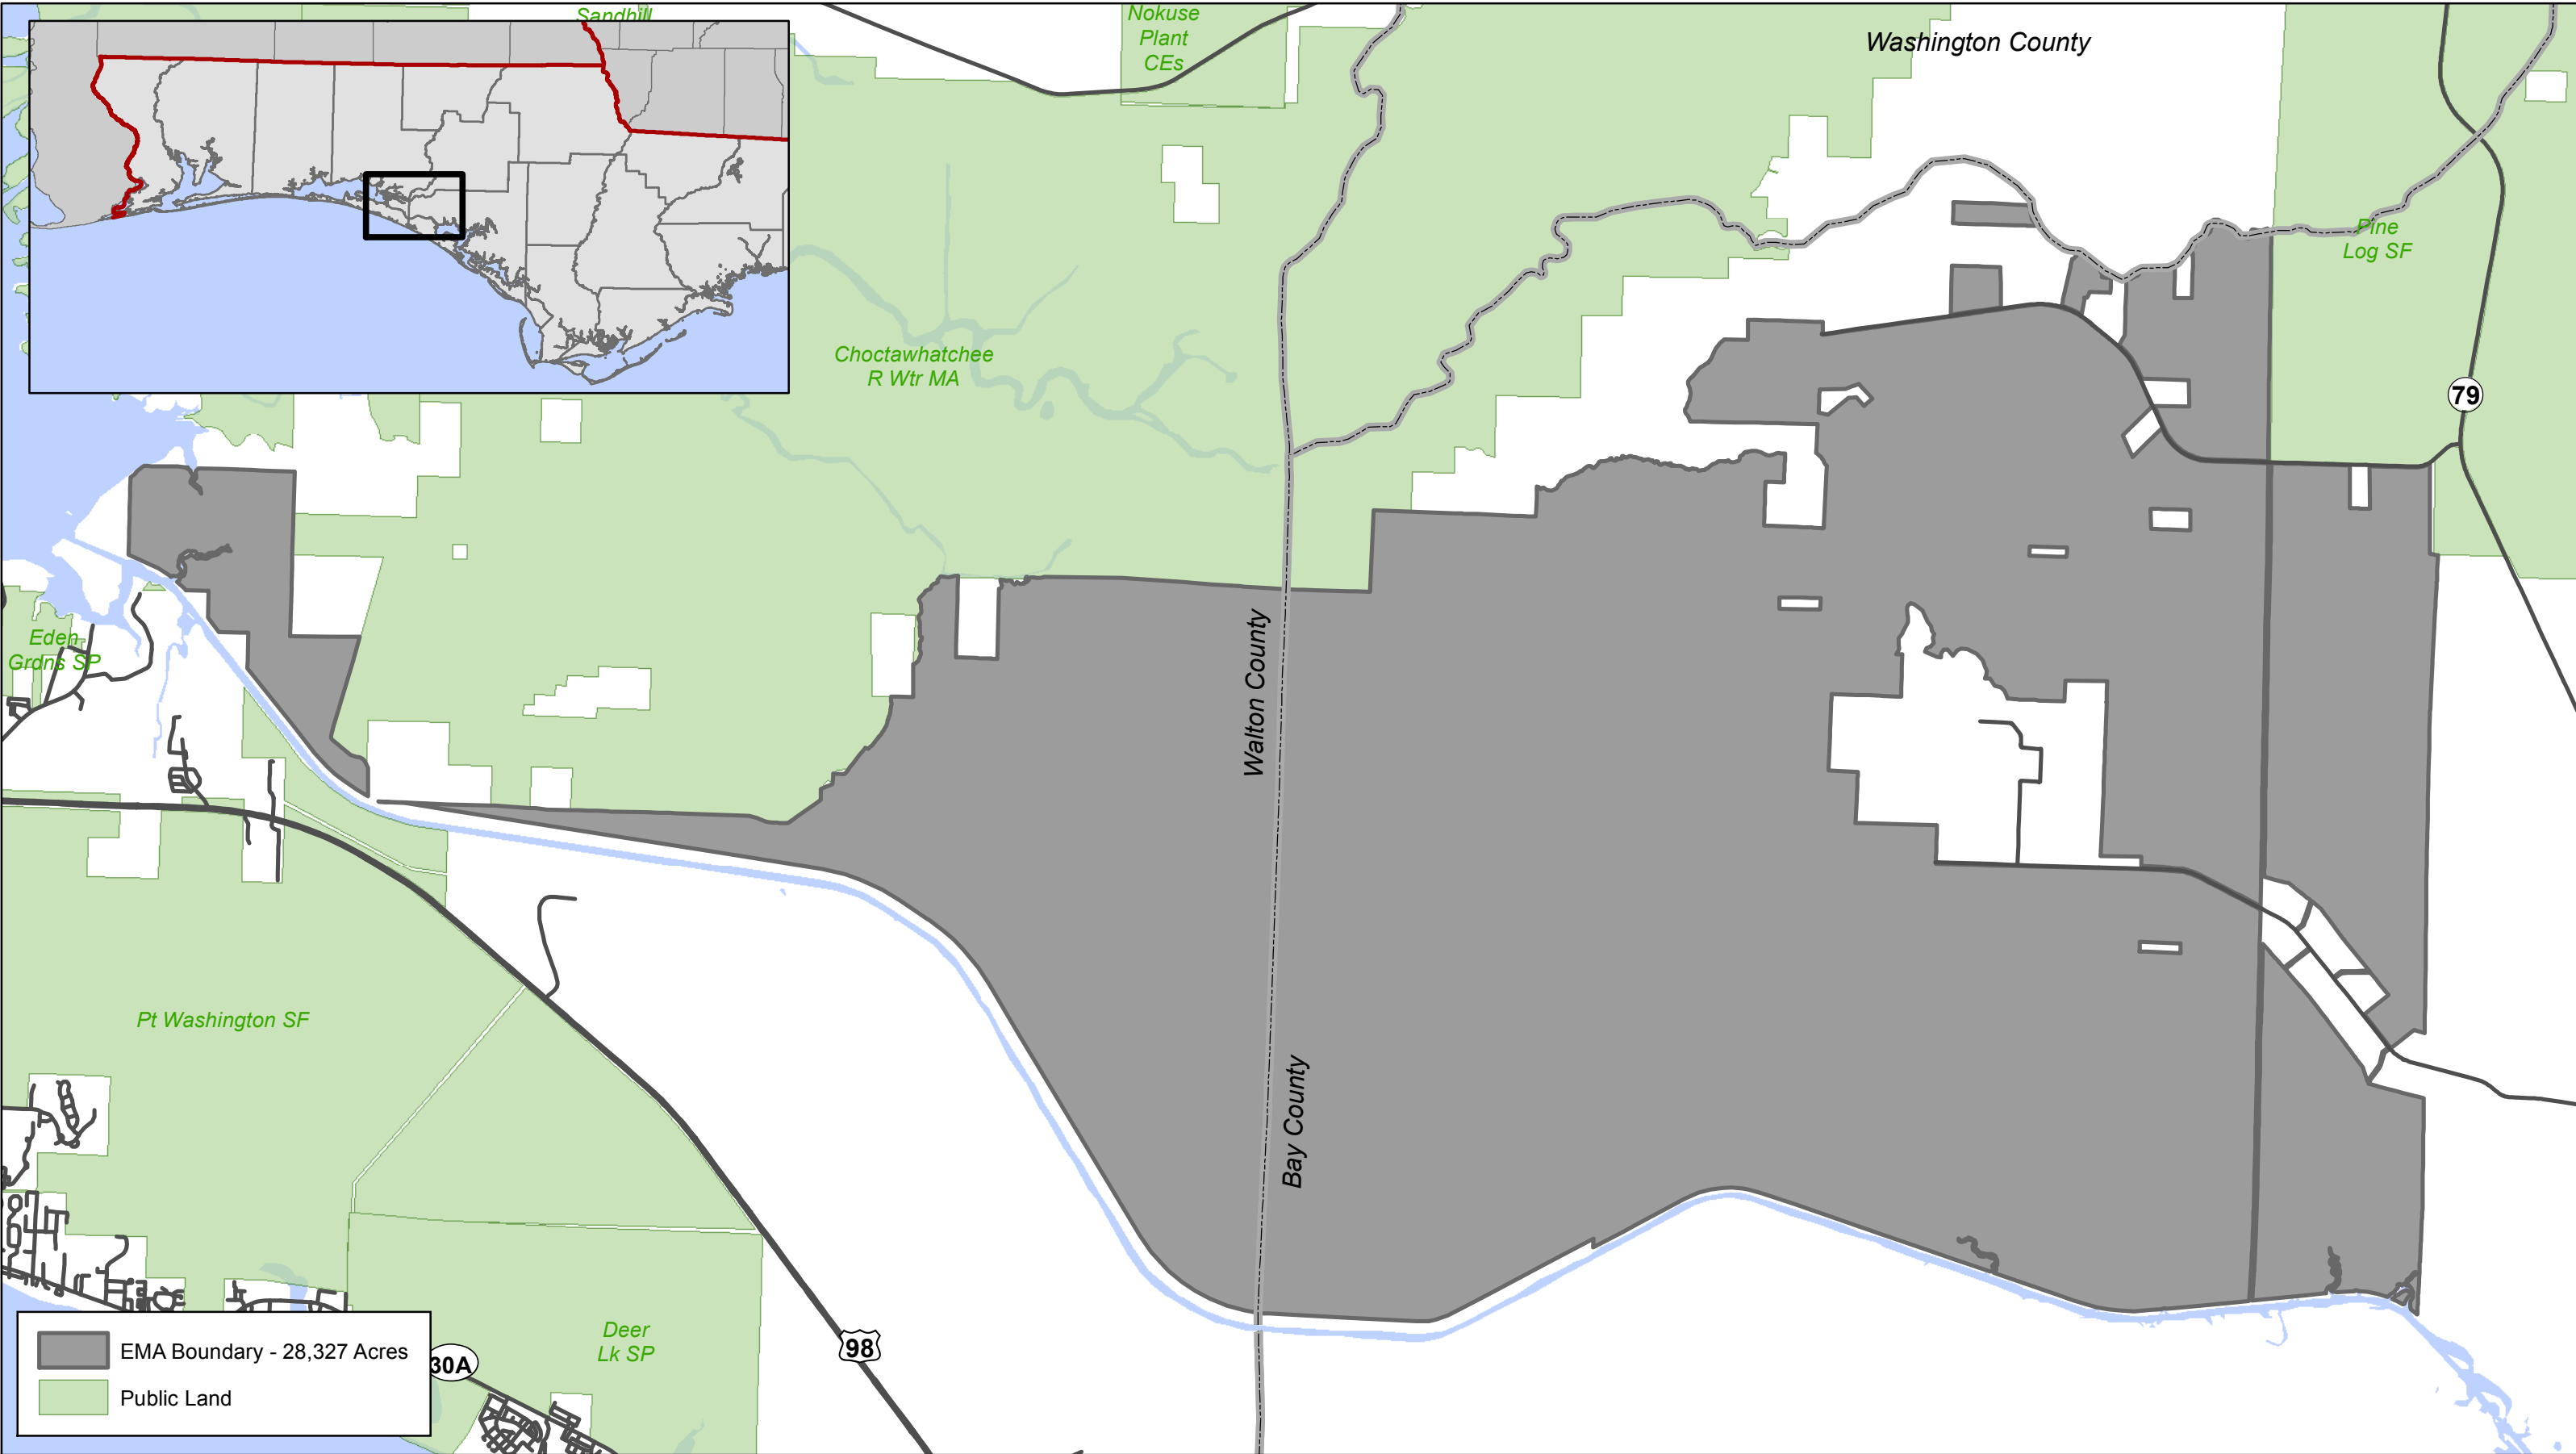 Sandhill
Nokuse
Plant
CEs
Washington County
Pine
Log SF
Choctawhatchee
R Wtr MA
79
Eden
Grdns SP
Walton County
Bay County
Pt Washington SF
Deer
Lk SP
98
30A
EMA Boundary - 28,327 Acres
Public Land